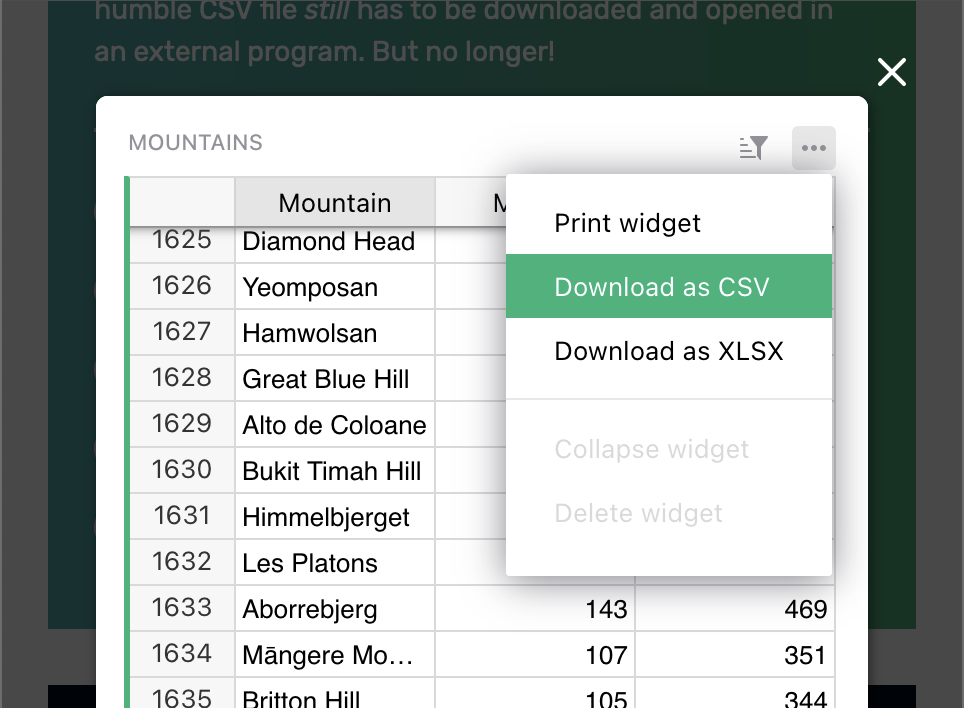 humble CSV file still has to be downloaded and opened in
an external program. But no longer!
MOUNTAINS
Mountain
M
Print widget
Download as CSV
Download as XLSX
Collapse widget
Delete widget
1625 Diamond Head
1626 Yeomposan
1627 Hamwolsan
1628 Great Blue Hill
1629 Alto de Coloane
1630 Bukit Timah Hill
1631 Himmelbjerget
1632 Les Platons
1633 Aborrebjerg 143 469
1634 Māngere Mo… 107 351
1635 Britton Hill 105 344